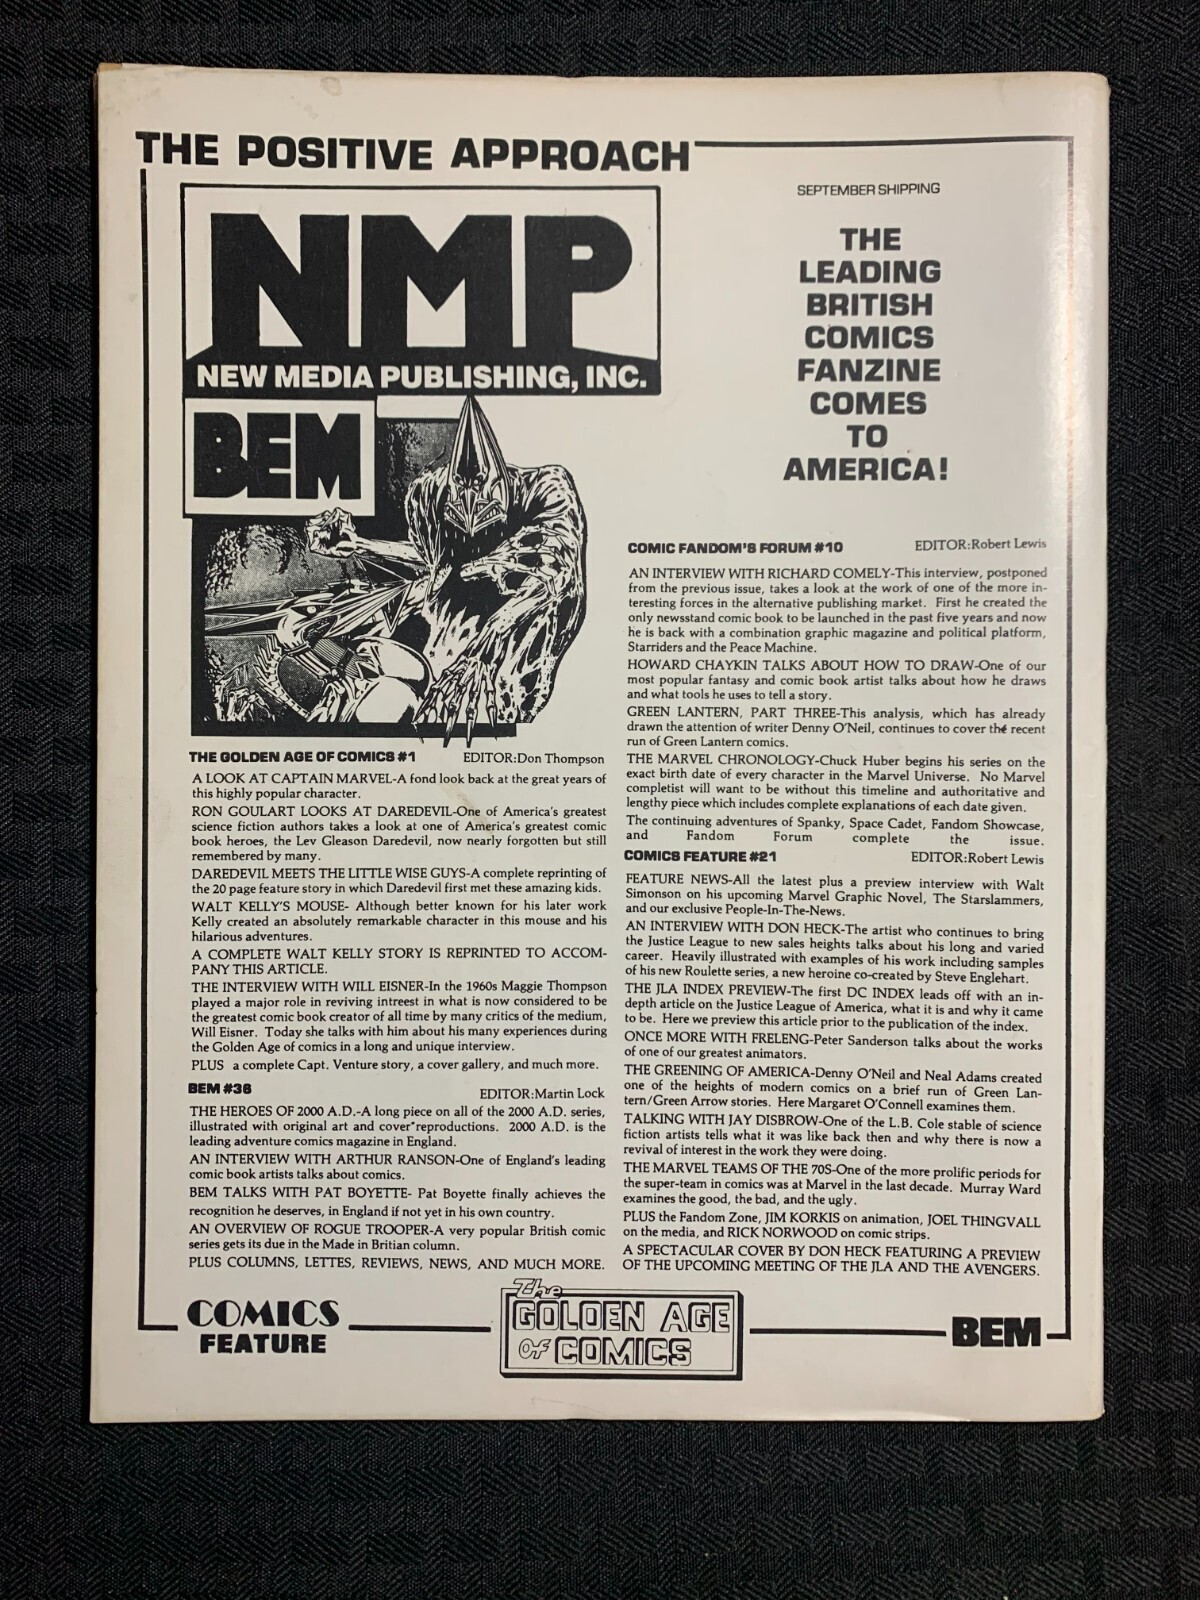 THE POSITIVE APPROACH
NMP
NEW MEDIA PUBLISHING, INC.
BEM
SEPTEMBER SHIPPING
THE
LEADING
BRITISH
COMICS
FANZINE
COMES
TO
AMERICA!
THE GOLDEN AGE OF COMICS #1 EDITOR:Don Thompson
A LOOK AT CAPTAIN MARVEL-A fond look back at the great years of
this highly popular character.
RON GOULART LOOKS AT DAREDEVIL-One of America's greatest
science fiction authors takes a look at one of America's greatest comic
book heroes, the Lev Gleason Daredevil, now nearly forgotten but still
remembered by many.
DAREDEVIL MEETS THE LITTLE WISE GUYS-A complete reprinting of
the 20 page feature story in which Daredevil first met these amazing kids.
WALT KELLY'S MOUSE- Although better known for his later work
Kelly created an absolutely remarkable character in this mouse and his
hilarious adventures.
A COMPLETE WALT KELLY STORY IS REPRINTED TO ACCOM-
PANY THIS ARTICLE.
THE INTERVIEW WITH WILL EISNER-In the 1960s Maggie Thompson
played a major role in reviving intreest in what is now considered to be
the greatest comic book creator of all time by many critics of the medium,
Will Eisner. Today she talks with him about his many experiences during
the Golden Age of comics in a long and unique interview.
PLUS a complete Capt. Venture story, a cover gallery, and much more.
BEM #36 EDITOR:Martin Lock
THE HEROES OF 2000 A.D.-A long piece on all of the 2000 A.D. series,
illustrated with original art and cover reproductions. 2000 A.D. is the
leading adventure comics magazine in England.
AN INTERVIEW WITH ARTHUR RANSON-One of England's leading
comic book artists talks about comics.
BEM TALKS WITH PAT BOYETTE- Pat Boyette finally achieves the
recognition he deserves, in England if not yet in his own country.
AN OVERVIEW OF ROGUE TROOPER-A very popular British comic
series gets its due in the Made in Britian column.
PLUS COLUMNS, LETTES, REVIEWS, NEWS, AND MUCH MORE.
COMIC FANDOM'S FORUM #10 EDITOR:Robert Lewis
AN INTERVIEW WITH RICHARD COMELY-This interview, postponed
from the previous issue, takes a look at the work of one of the more in-
teresting forces in the alternative publishing market. First he created the
only newsstand comic book to be launched in the past five years and now
he is back with a combination graphic magazine and political platform,
Starriders and the Peace Machine.
HOWARD CHAYKIN TALKS ABOUT HOW TO DRAW-One of our
most popular fantasy and comic book artist talks about how he draws
and what tools he uses to tell a story.
GREEN LANTERN, PART THREE-This analysis, which has already
drawn the attention of writer Denny O'Neil, continues to cover the recent
run of Green Lantern comics.
THE MARVEL CHRONOLOGY-Chuck Huber begins his series on the
exact birth date of every character in the Marvel Universe. No Marvel
completist will want to be without this timeline and authoritative and
lengthy piece which includes complete explanations of each date given.
The continuing adventures of Spanky, Space Cadet, Fandom Showcase,
and Fandom Forum complete the issue.
COMICS FEATURE #21 EDITOR:Robert Lewis
FEATURE NEWS-All the latest plus a preview interview with Walt
Simonson on his upcoming Marvel Graphic Novel, The Starslammers,
and our exclusive People-In-The-News.
AN INTERVIEW WITH DON HECK-The artist who continues to bring
the Justice League to new sales heights talks about his long and varied
career. Heavily illustrated with examples of his work including samples
of his new Roulette series, a new heroine co-created by Steve Englehart.
THE JLA INDEX PREVIEW-The first DC INDEX leads off with an in-
depth article on the Justice League of America, what it is and why it came
to be. Here we preview this article prior to the publication of the index.
ONCE MORE WITH FRELENG-Peter Sanderson talks about the works
of one of our greatest animators.
THE GREENING OF AMERICA-Denny O'Neil and Neal Adams created
one of the heights of modern comics on a brief run of Green Lan-
tern/Green Arrow stories. Here Margaret O'Connell examines them.
TALKING WITH JAY DISBROW-One of the L.B. Cole stable of science
fiction artists tells what it was like back then and why there is now a
revival of interest in the work they were doing.
THE MARVEL TEAMS OF THE 70S-One of the more prolific periods for
the super-team in comics was at Marvel in the last decade. Murray Ward
examines the good, the bad, and the ugly.
PLUS the Fandom Zone, JIM KORKIS on animation, JOEL THINGVALL
on the media, and RICK NORWOOD on comic strips.
A SPECTACULAR COVER BY DON HECK FEATURING A PREVIEW
OF THE UPCOMING MEETING OF THE JLA AND THE AVENGERS.
COMICS
FEATURE
The
GOLDEN AGE
OF COMICS
BEM